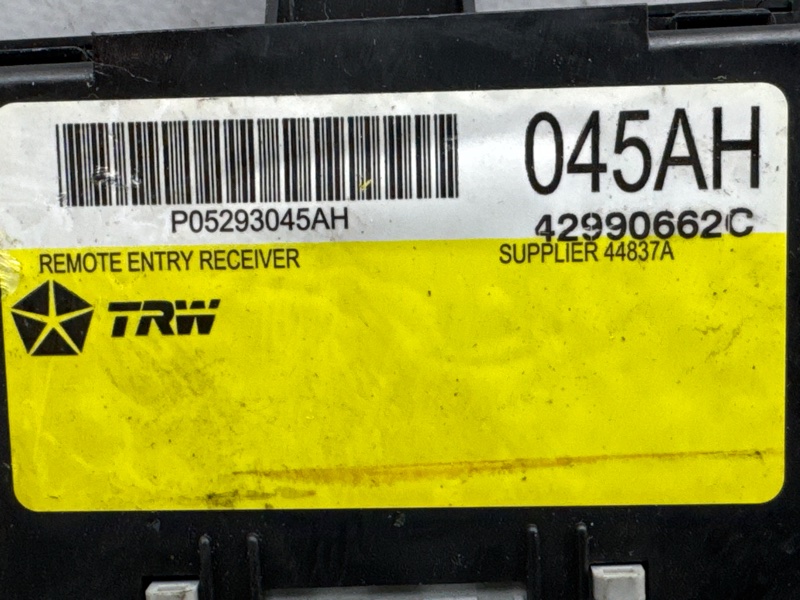 045AH
P05293045AH
42990662C
REMOTE ENTRY RECEIVER
SUPPLIER 44837A
TRW